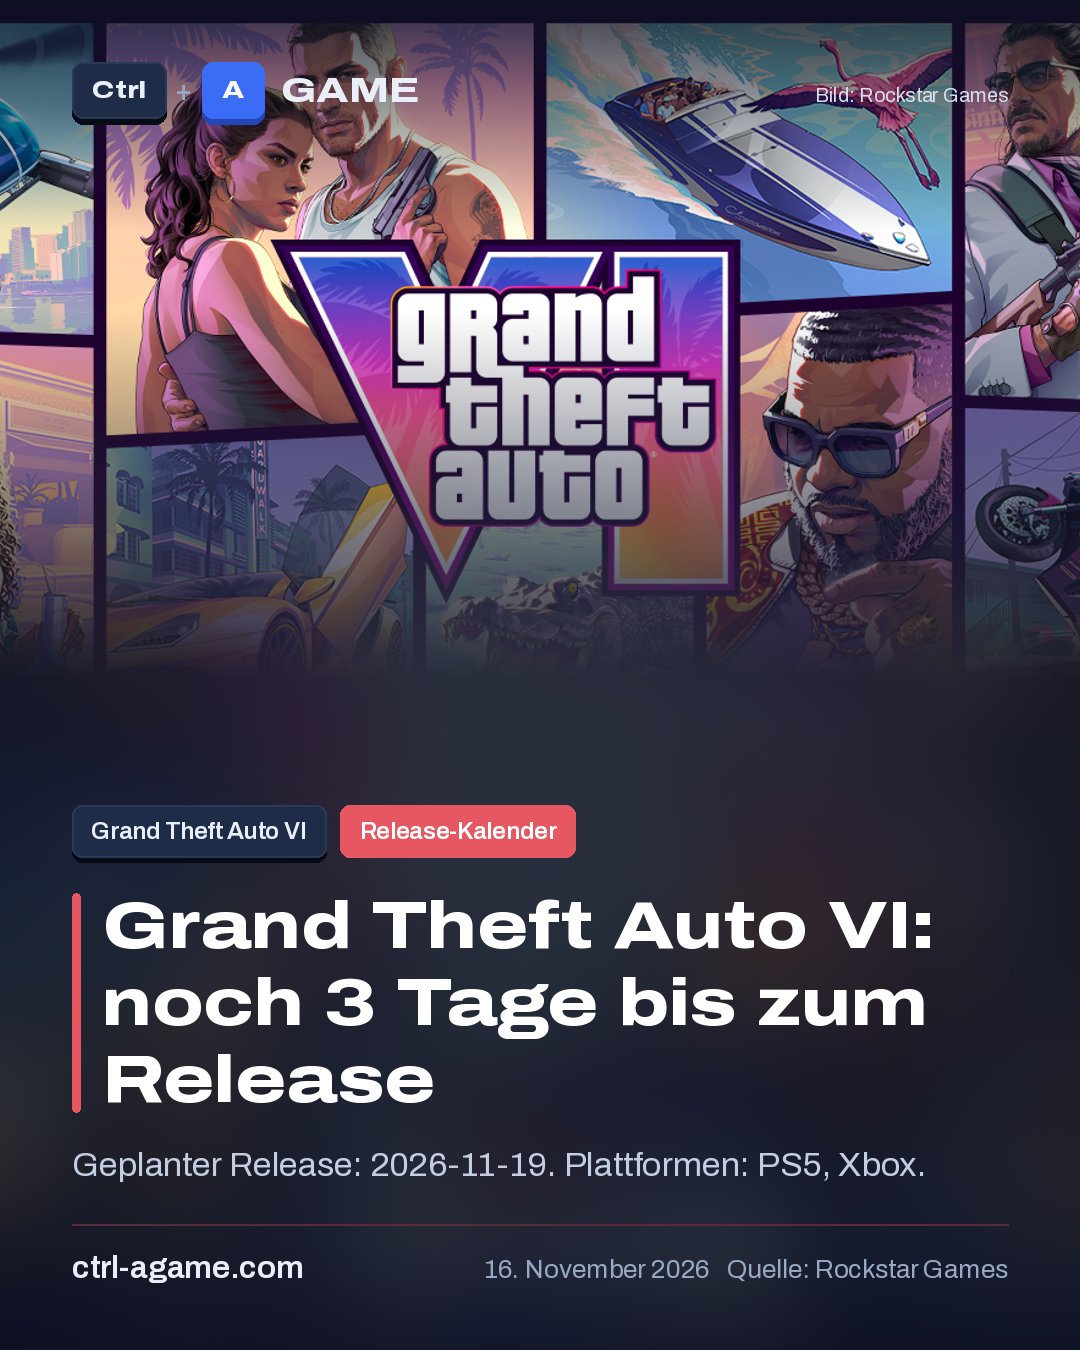 Ctrl + A GAME
Bild: Rockstar Games
VI
grand
theft
auto
Grand Theft Auto VI
Release-Kalender
Grand Theft Auto VI:
noch 3 Tage bis zum
Release
Geplanter Release: 2026-11-19. Plattformen: PS5, Xbox.
ctrl-agame.com
16. November 2026 Quelle: Rockstar Games